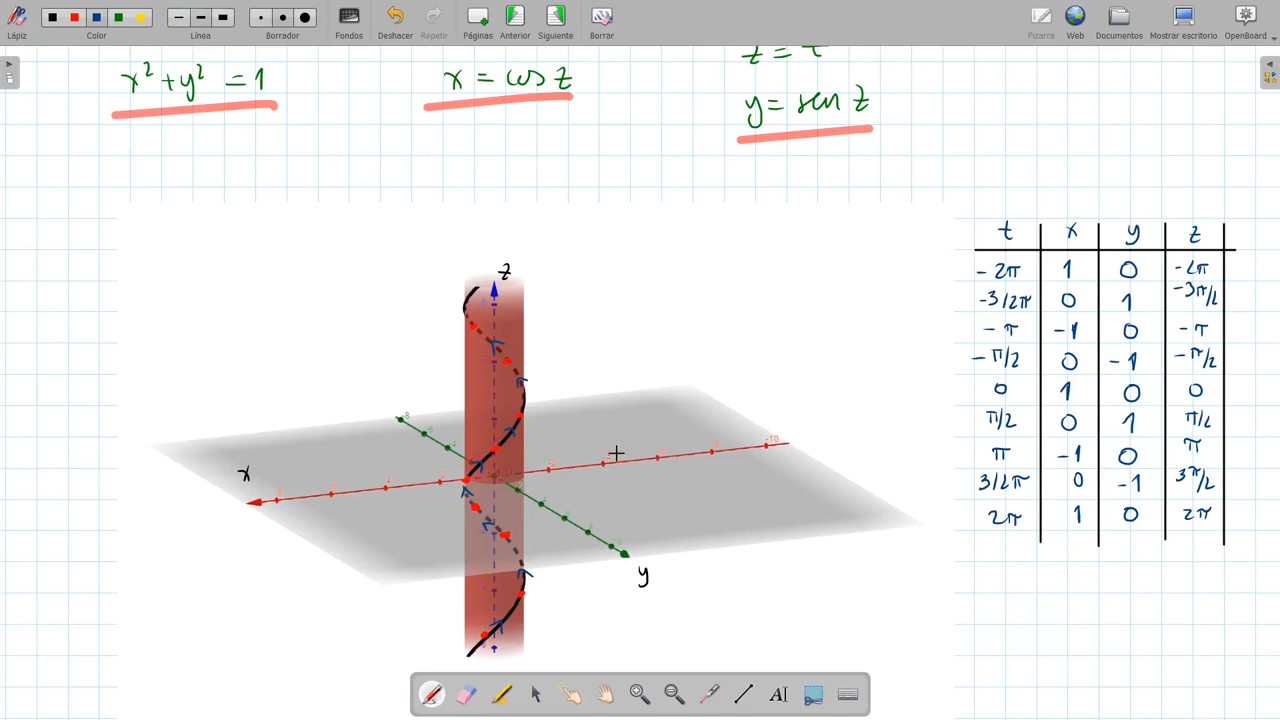 Lápiz Color Línea Borrador Fondos Deshacer Repetir Páginas Anterior Siguiente Borrar Pizarra Web Documentos Mostrar escritorio OpenBoard
z = t
x² + y² = 1
x = cos z
y = sen z
t x y z
-2π 1 0 -2π
-3/2π 0 1 -3π/2
-π -1 0 -π
-π/2 0 -1 -π/2
0 1 0 0
π/2 0 1 π/2
π -1 0 π
3/2π 0 -1 3π/2
2π 1 0 2π
z
x
y
-8
-10
AI